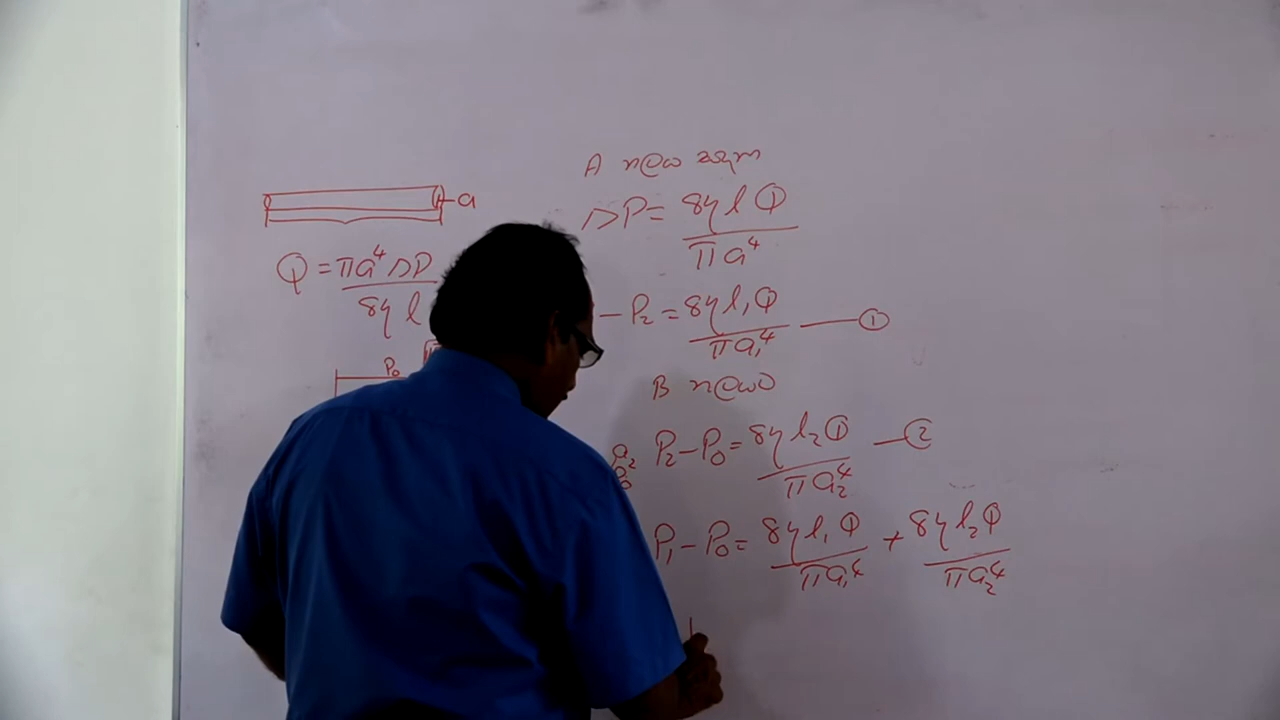 a
Q = πa⁴ ΔP / 8η l
P₀
A නලය සඳහා
ΔP = 8η l Q / πa⁴
– P₂ = 8η l₁ Q / πa₁⁴ — ①
B නලයට
a₂
P₂ – P₀ = 8η l₂ Q / πa₂⁴ — ②
P₁ – P₀ = 8η l₁ Q / πa₁⁴ + 8η l₂ Q / πa₂⁴